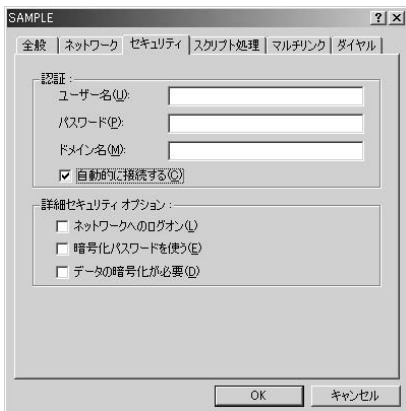 SAMPLE
全般 ネットワーク セキュリティ スクリプト処理 マルチリンク ダイヤル
認証：
ユーザー名(U):
パスワード(P):
ドメイン名(M):
自動的に接続する(C)
詳細セキュリティ オプション：
ネットワークへのログオン(L)
暗号化パスワードを使う(E)
データの暗号化が必要(D)
OK キャンセル